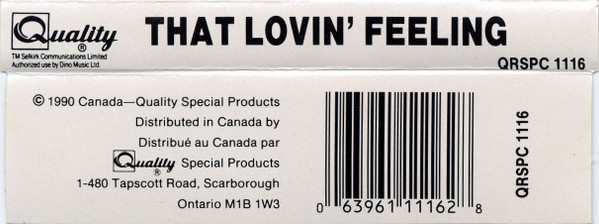 Quality ®
TM Selkirk Communications Limited
Authorized use by Dino Music Ltd.
THAT LOVIN' FEELING
QRSPC 1116
© 1990 Canada—Quality Special Products
Distributed in Canada by
Distribué au Canada par
Quality Special Products
®
1-480 Tapscott Road, Scarborough
Ontario M1B 1W3
0 63961 11162 8
QRSPC 1116